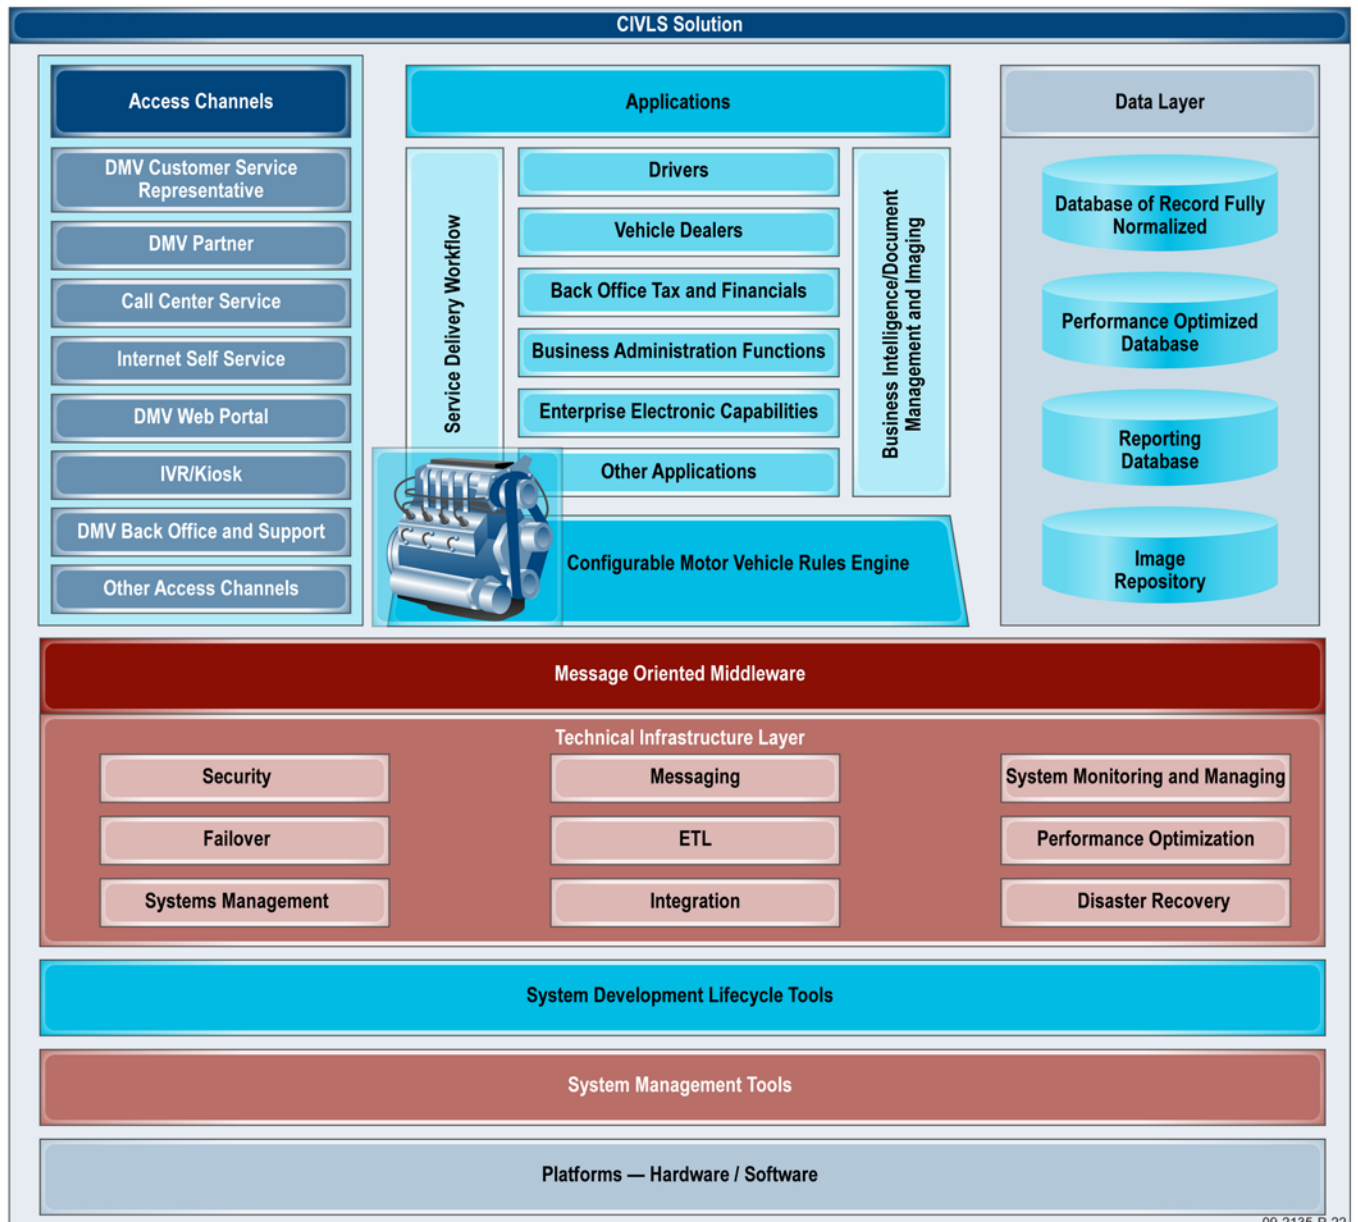 CIVLS Solution
Access Channels
DMV Customer Service
Representative
DMV Partner
Call Center Service
Internet Self Service
DMV Web Portal
IVR/Kiosk
DMV Back Office and Support
Other Access Channels
Applications
Service Delivery Workflow
Drivers
Vehicle Dealers
Back Office Tax and Financials
Business Administration Functions
Enterprise Electronic Capabilities
Other Applications
Business Intelligence/Document
Management and Imaging
Configurable Motor Vehicle Rules Engine
Data Layer
Database of Record Fully
Normalized
Performance Optimized
Database
Reporting
Database
Image
Repository
Message Oriented Middleware
Technical Infrastructure Layer
Security
Messaging
System Monitoring and Managing
Failover
ETL
Performance Optimization
Systems Management
Integration
Disaster Recovery
System Development Lifecycle Tools
System Management Tools
Platforms — Hardware / Software